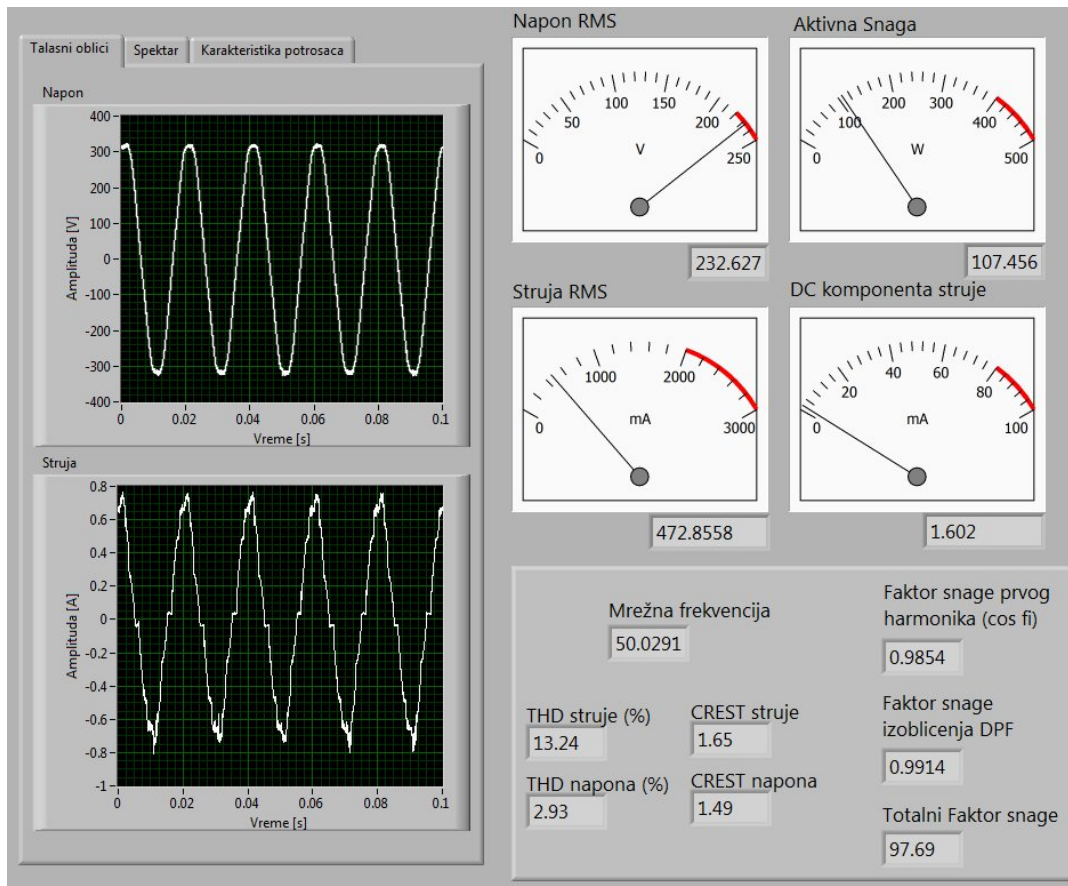 Talasni oblici
Spektar
Karakteristika potrosaca
Napon
400
300
200
100
0
-100
-200
-300
-400
Amplituda [V]
0 0.02 0.04 0.06 0.08 0.1
Vreme [s]
Struja
0.8
0.6
0.4
0.2
0
-0.2
-0.4
-0.6
-0.8
-1
Amplituda [A]
0 0.02 0.04 0.06 0.08 0.1
Vreme [s]
Napon RMS
0 50 100 150 200 250
V
232.627
Aktivna Snaga
0 100 200 300 400 500
W
107.456
Struja RMS
0 1000 2000 3000
mA
472.8558
DC komponenta struje
0 20 40 60 80 100
mA
1.602
Mrežna frekvencija
50.0291
THD struje (%)
13.24
CREST struje
1.65
THD napona (%)
2.93
CREST napona
1.49
Faktor snage prvog
harmonika (cos fi)
0.9854
Faktor snage
izoblicenja DPF
0.9914
Totalni Faktor snage
97.69